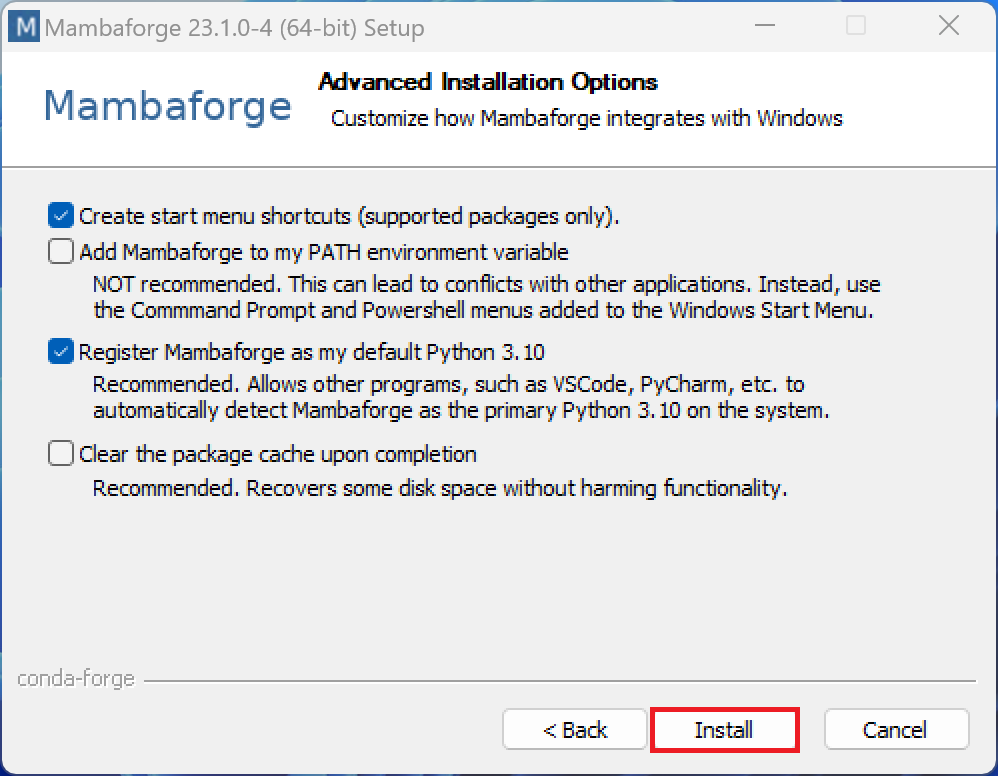 M Mambaforge 23.1.0-4 (64-bit) Setup
Mambaforge
Advanced Installation Options
Customize how Mambaforge integrates with Windows
Create start menu shortcuts (supported packages only).
Add Mambaforge to my PATH environment variable
NOT recommended. This can lead to conflicts with other applications. Instead, use
the Commmand Prompt and Powershell menus added to the Windows Start Menu.
Register Mambaforge as my default Python 3.10
Recommended. Allows other programs, such as VSCode, PyCharm, etc. to
automatically detect Mambaforge as the primary Python 3.10 on the system.
Clear the package cache upon completion
Recommended. Recovers some disk space without harming functionality.
conda-forge
< Back Install Cancel